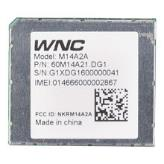 WNC
Model: M14A2A
P/N: 60M14A21.DG1
S/N:G1XDG1600000041
IMEI:014666000002867
FCC ID: NKRM14A2A
Made in china